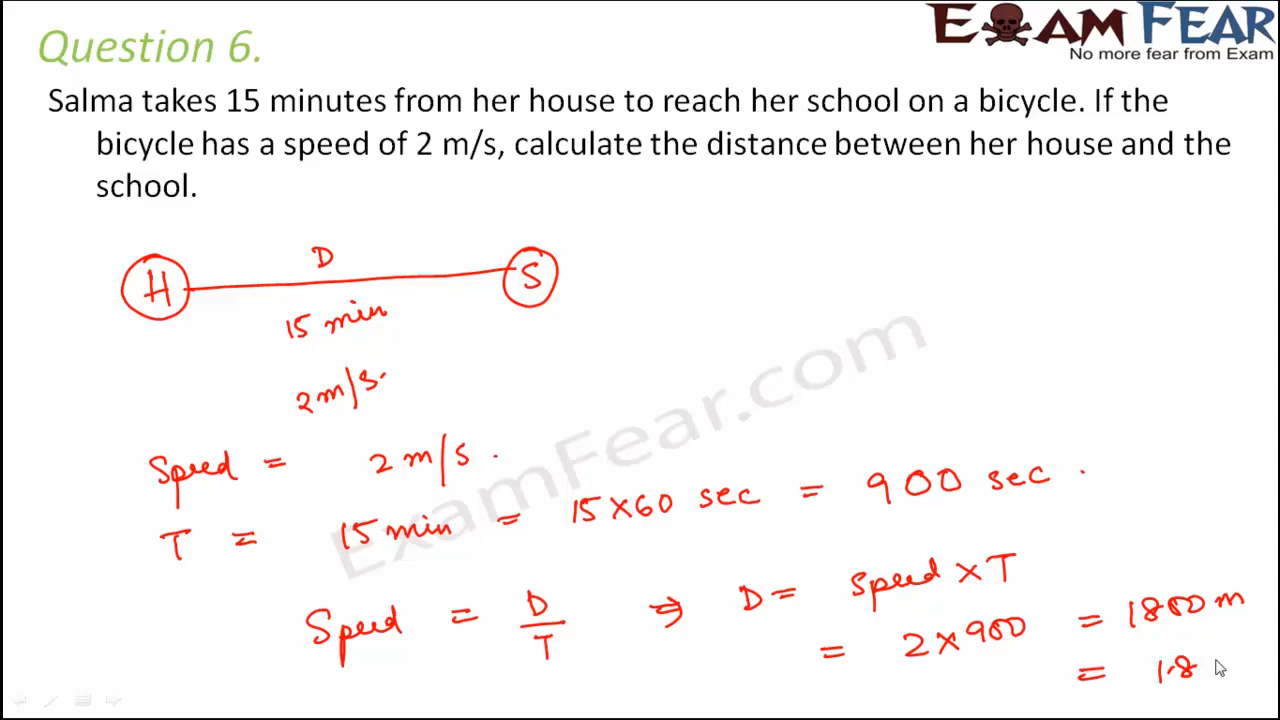 EXAM FEAR
No more fear from Exam
Question 6.
Salma takes 15 minutes from her house to reach her school on a bicycle. If the
bicycle has a speed of 2 m/s, calculate the distance between her house and the
school.
D
H S
15 min
2m/s.
ExamFear.com
Speed = 2 m/s.
T = 15 min = 15×60 sec = 900 sec.
Speed = D/T ⇒ D = Speed × T
= 2×900 = 1800 m
= 1.8